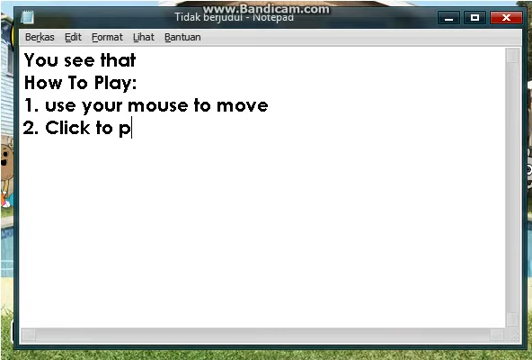 www.Bandicam.com
Tidak berjudul - Notepad
Berkas Edit Format Lihat Bantuan
You see that
How To Play:
1. use your mouse to move
2. Click to p